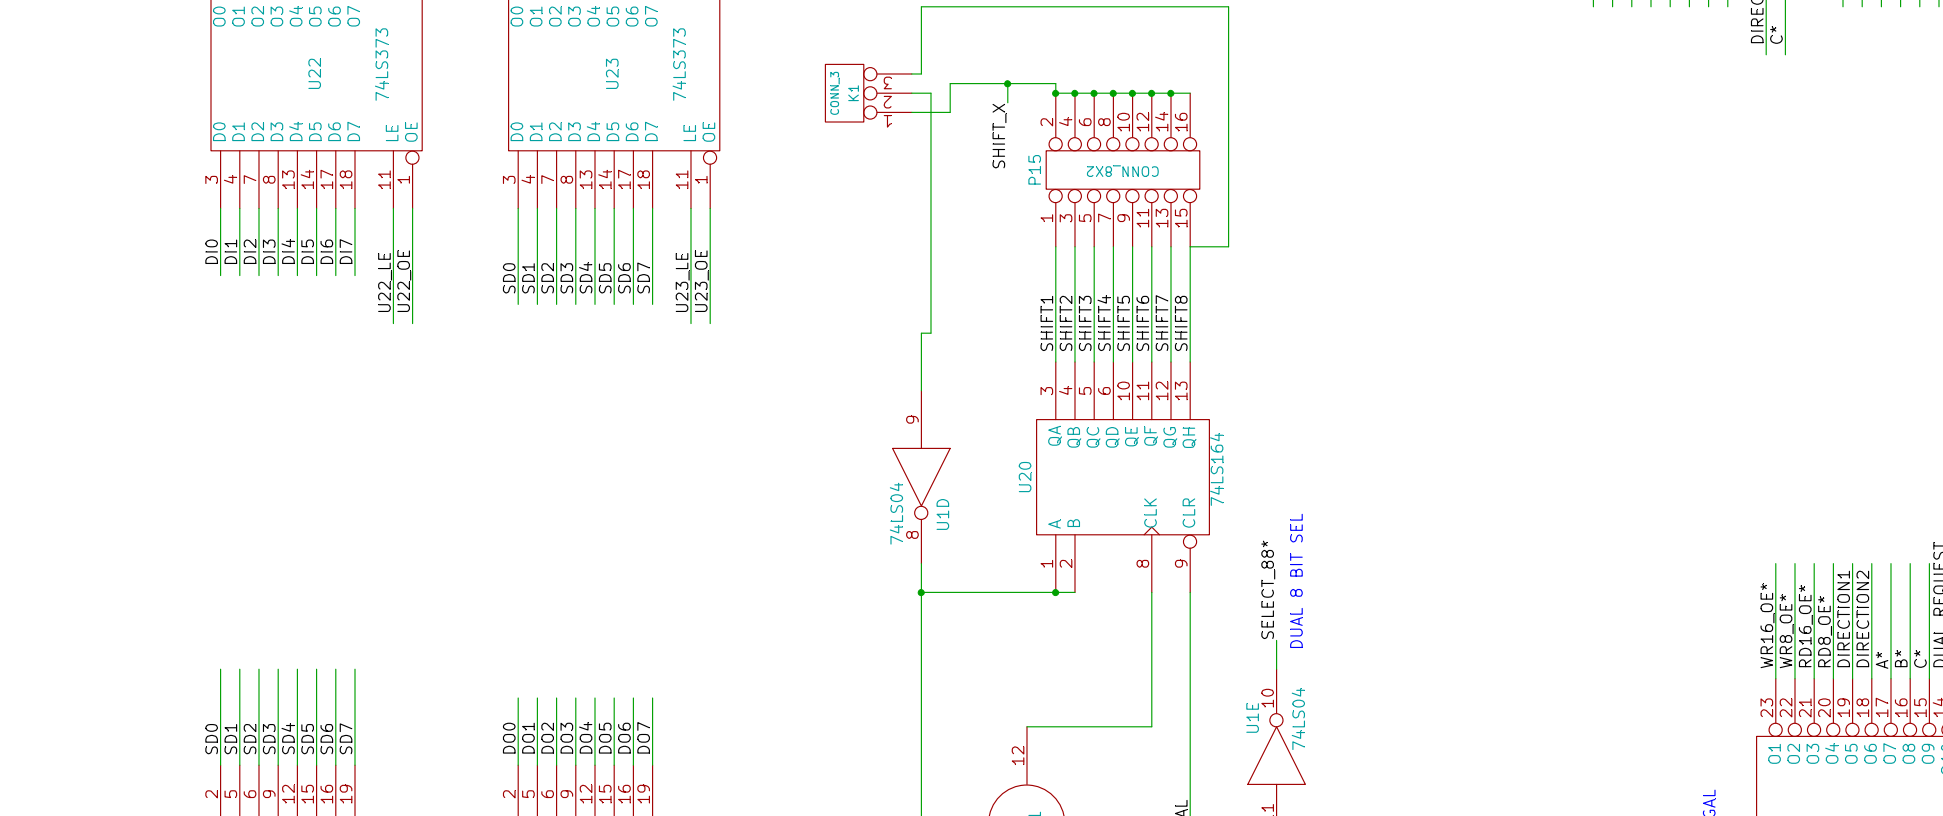 O0 O1 O2 O3 O4 O5 O6 O7
U22
74LS373
D0 D1 D2 D3 D4 D5 D6 D7 LE OE
3 4 7 8 13 14 17 18 11 1
DI0 DI1 DI2 DI3 DI4 DI5 DI6 DI7 U22_LE U22_OE
O0 O1 O2 O3 O4 O5 O6 O7
U23
74LS373
D0 D1 D2 D3 D4 D5 D6 D7 LE OE
3 4 7 8 13 14 17 18 11 1
SD0 SD1 SD2 SD3 SD4 SD5 SD6 SD7 U23_LE U23_OE
CONN_3
K1
3
2
1
SHIFT_X
2 4 6 8 10 12 14 16
P15
CONN_8X2
1 3 5 7 9 11 13 15
SHIFT1 SHIFT2 SHIFT3 SHIFT4 SHIFT5 SHIFT6 SHIFT7 SHIFT8
3 4 5 6 10 11 12 13
QA QB QC QD QE QF QG QH
U20
74LS164
A B CLK CLR
1 2 8 9
9
74LS04
U1D
8
12
SELECT_88*
DUAL 8 BIT SEL
10
U1E
74LS04
C*
SD0 SD1 SD2 SD3 SD4 SD5 SD6 SD7
2 5 6 9 12 15 16 19
DO0 DO1 DO2 DO3 DO4 DO5 DO6 DO7
2 5 6 9 12 15 16 19
WR16_OE* WR8_OE* RD16_OE* RD8_OE* DIRECTION1 DIRECTION2 A* B* C* DUAL REQUEST
23 22 21 20 19 18 17 16 15 14
O1 O2 O3 O4 O5 O6 O7 O8 O9